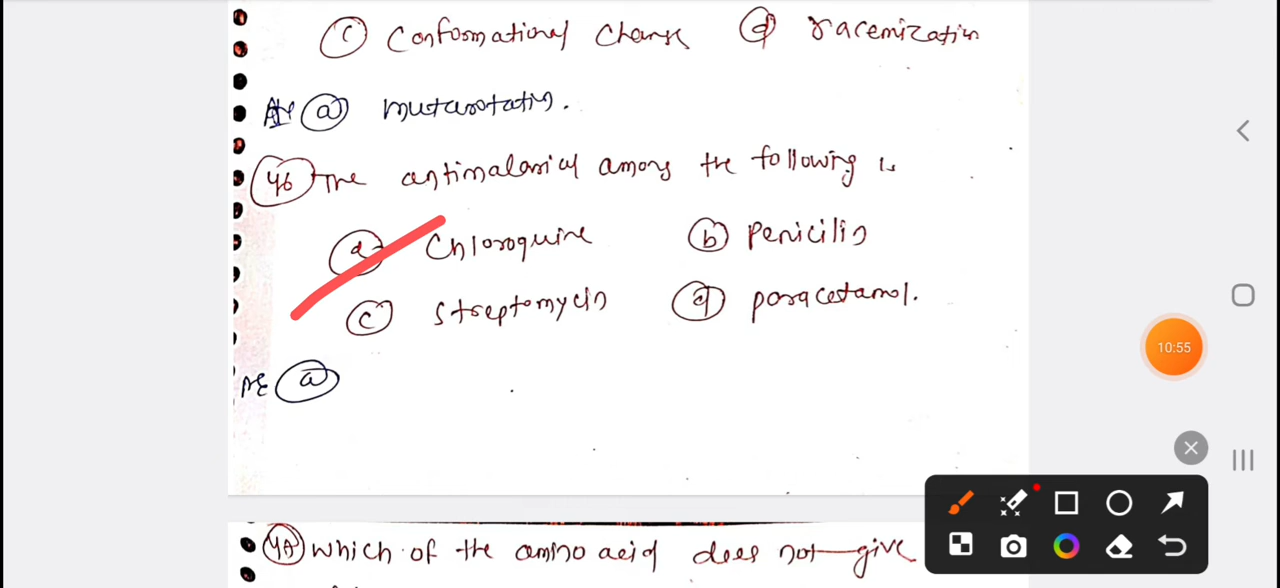 (c) Conformational Change (d) racemization
Ans (a) mutarotation.
(46) The antimalarial among the following is
(a) Chloroquine (b) Penicilin
(c) Streptomycin (d) paracetamol.
Ans (a)
10:55
(47) Which of the amino acid does not give